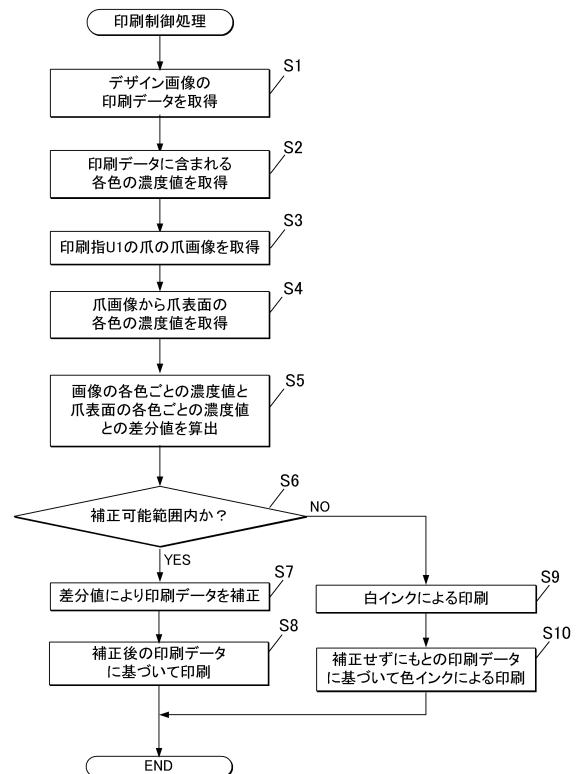 印刷制御処理
S1
デザイン画像の
印刷データを取得
S2
印刷データに含まれる
各色の濃度値を取得
S3
印刷指U1の爪の爪画像を取得
S4
爪画像から爪表面の
各色の濃度値を取得
S5
画像の各色ごとの濃度値と
爪表面の各色ごとの濃度値
との差分値を算出
S6
補正可能範囲内か？
NO
YES
S7
差分値により印刷データを補正
S8
補正後の印刷データ
に基づいて印刷
S9
白インクによる印刷
S10
補正せずにもとの印刷データ
に基づいて色インクによる印刷
END